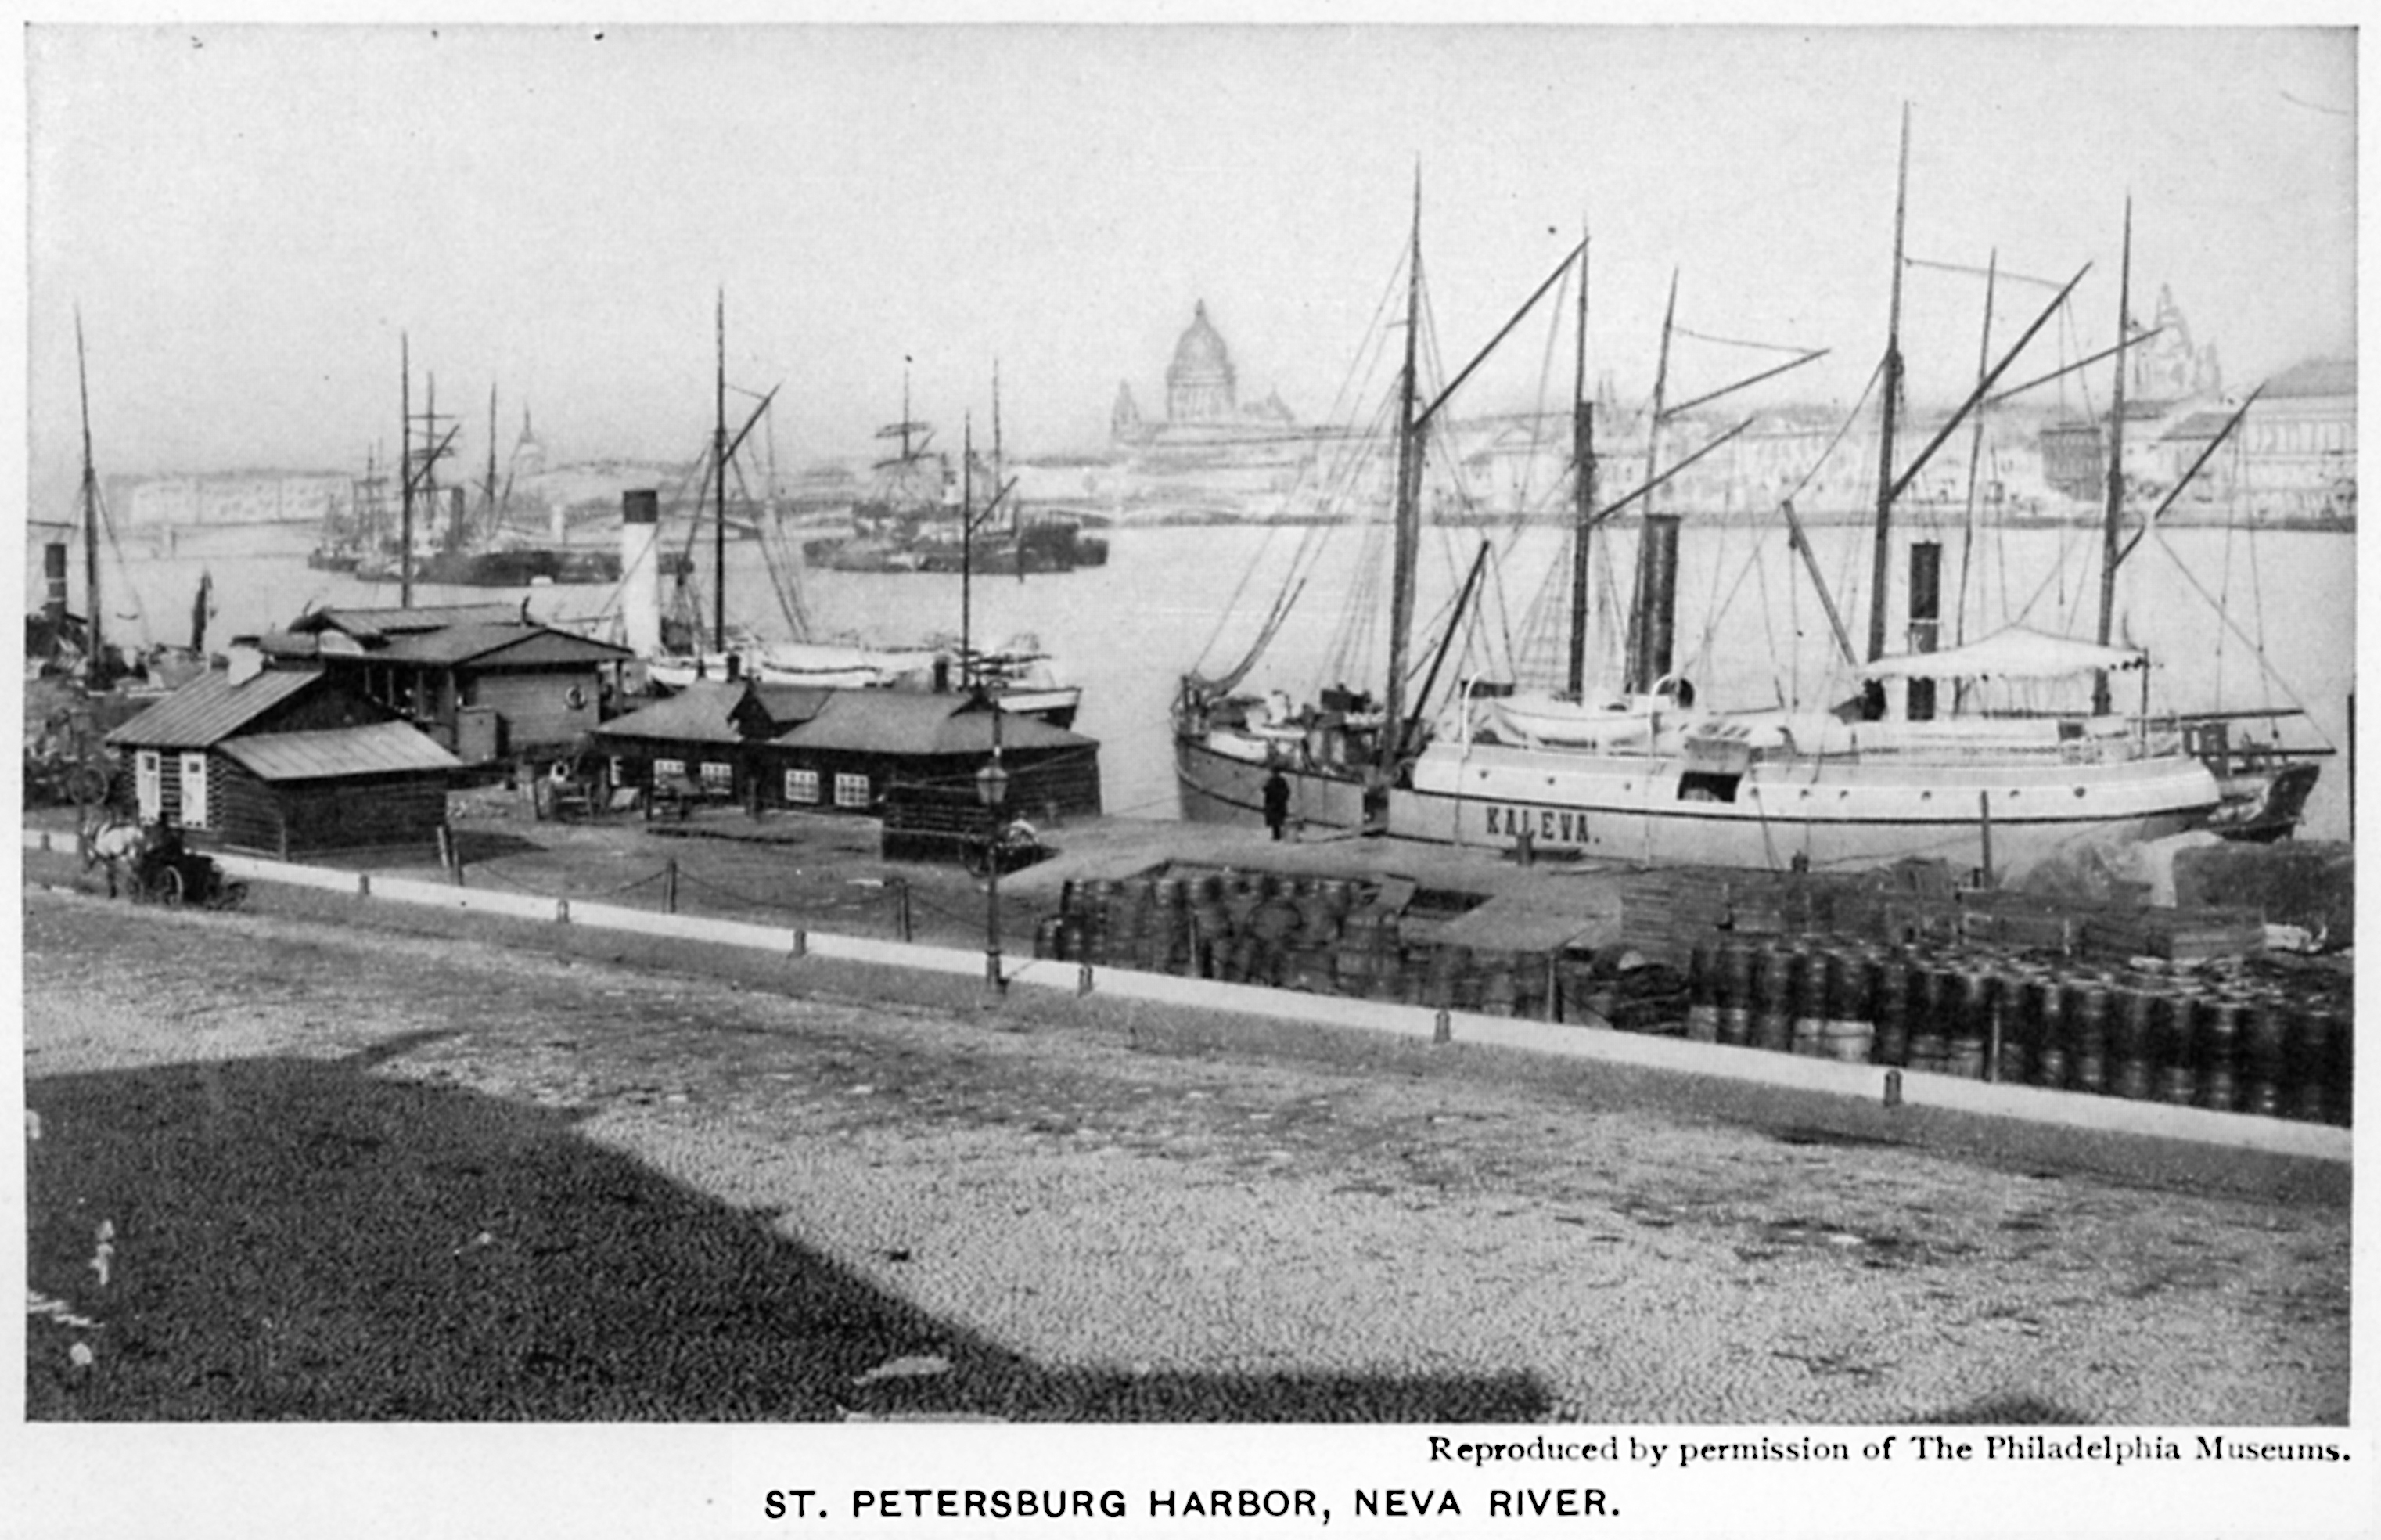 KALEVA.
Reproduced by permission of The Philadelphia Museums.
ST. PETERSBURG HARBOR, NEVA RIVER.